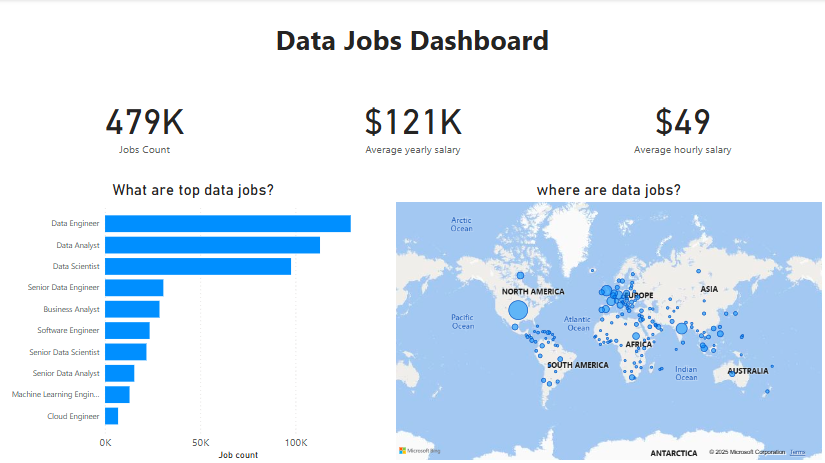 Data Jobs Dashboard
479K
Jobs Count
$121K
Average yearly salary
$49
Average hourly salary
What are top data jobs?
Data Engineer
Data Analyst
Data Scientist
Senior Data Engineer
Business Analyst
Software Engineer
Senior Data Scientist
Senior Data Analyst
Machine Learning Engin...
Cloud Engineer
0K
50K
100K
Job count
where are data jobs?
Arctic
Ocean
NORTH AMERICA
EUROPE
ASIA
Pacific
Ocean
Atlantic
Ocean
AFRICA
SOUTH AMERICA
Indian
Ocean
AUSTRALIA
ANTARCTICA
Microsoft Bing
© 2025 Microsoft Corporation Terms